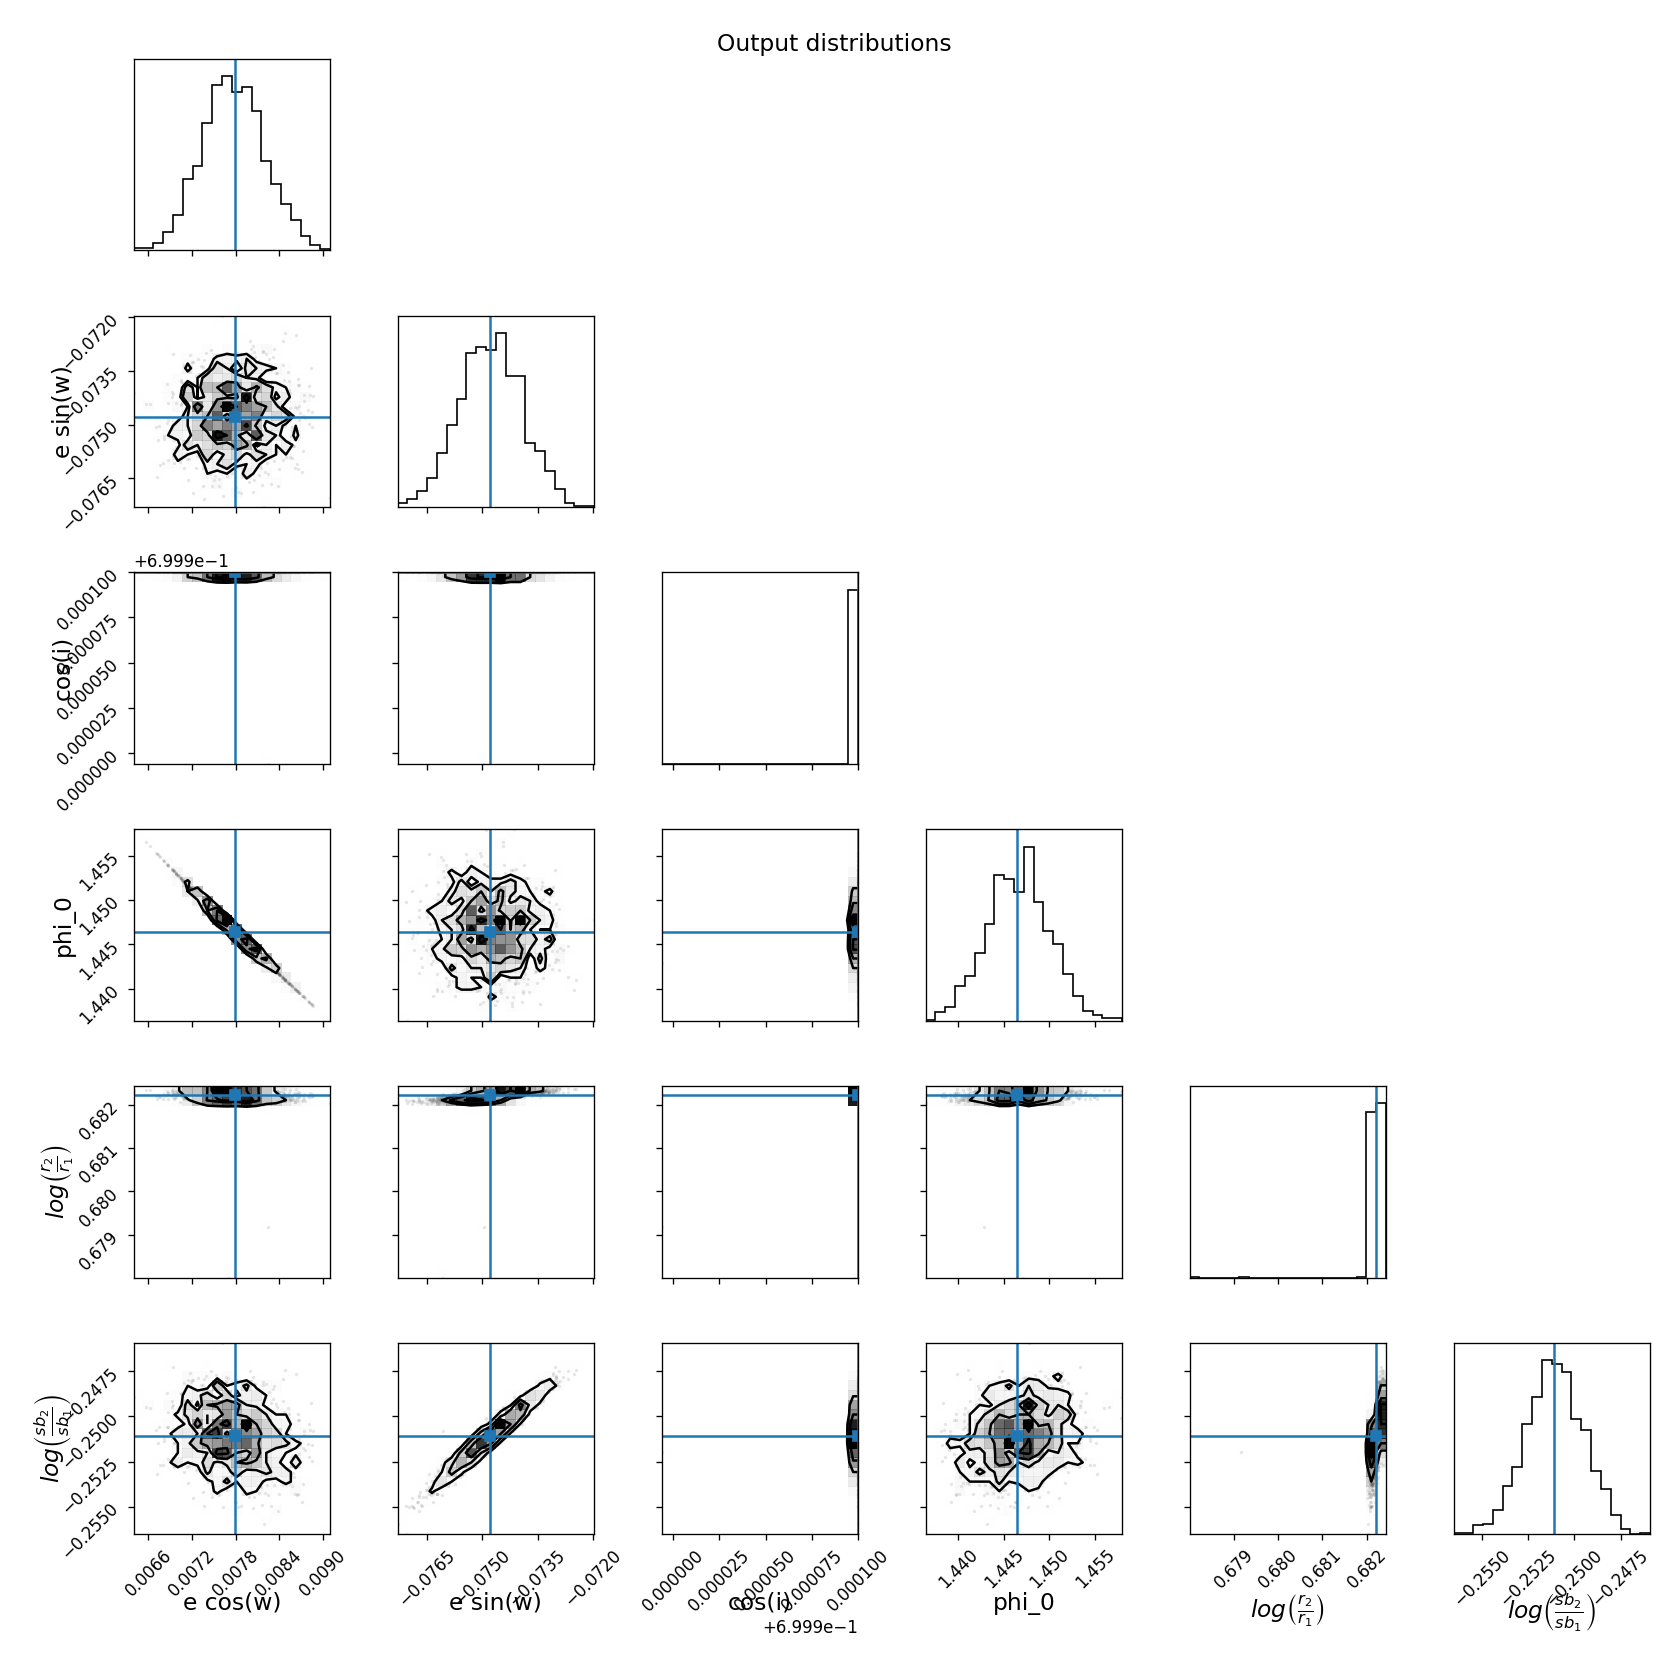 Output distributions
e sin(w)
−0.0720
−0.0735
−0.0750
−0.0765
+6.999e−1
cos(i)
0.000100
0.000075
0.000050
0.000025
0.000000
phi_0
1.455
1.450
1.445
1.440
log(r₂/r₁)
0.682
0.681
0.680
0.679
log(sb₂/sb₁)
−0.2475
−0.2500
−0.2525
−0.2550
0.0066 0.0072 0.0078 0.0084 0.0090
−0.0765 −0.0750 −0.0735 −0.0720
0.000000 0.000025 0.000050 0.000075 0.000100
1.440 1.445 1.450 1.455
0.679 0.680 0.681 0.682
−0.2550 −0.2525 −0.2500 −0.2475
e cos(w) e sin(w) cos(i) phi_0 log(r₂/r₁) log(sb₂/sb₁)
+6.999e−1